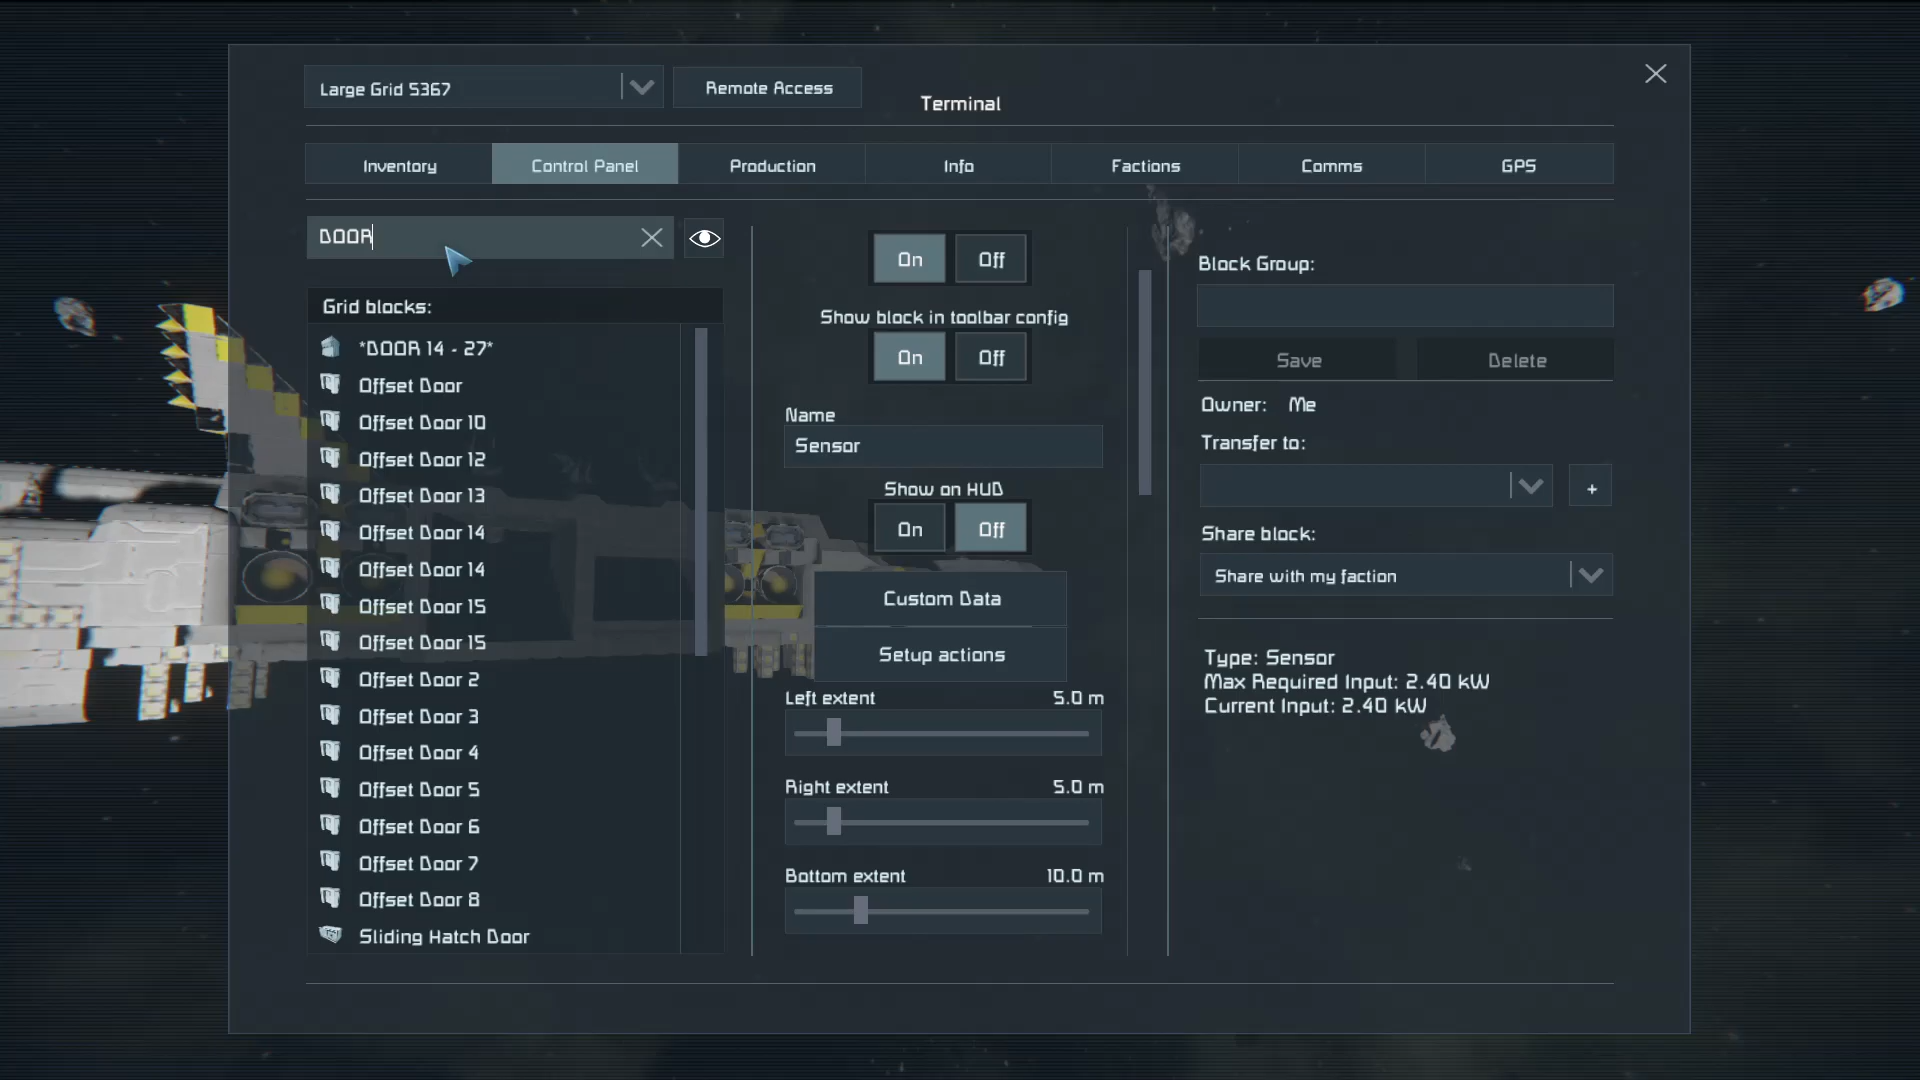 Large Grid 5367
Remote Access
Terminal
Inventory
Control Panel
Production
Info
Factions
Comms
GPS
DOOR
Grid blocks:
*DOOR 14 - 27*
Offset Door
Offset Door 10
Offset Door 12
Offset Door 13
Offset Door 14
Offset Door 14
Offset Door 15
Offset Door 15
Offset Door 2
Offset Door 3
Offset Door 4
Offset Door 5
Offset Door 6
Offset Door 7
Offset Door 8
Sliding Hatch Door
On Off
Show block in toolbar config
On Off
Name
Sensor
Show on HUD
On Off
Custom Data
Setup actions
Left extent 5.0 m
Right extent 5.0 m
Bottom extent 10.0 m
Block Group:
Save Delete
Owner: Me
Transfer to:
+
Share block:
Share with my faction
Type: Sensor
Max Required Input: 2.40 kW
Current Input: 2.40 kW